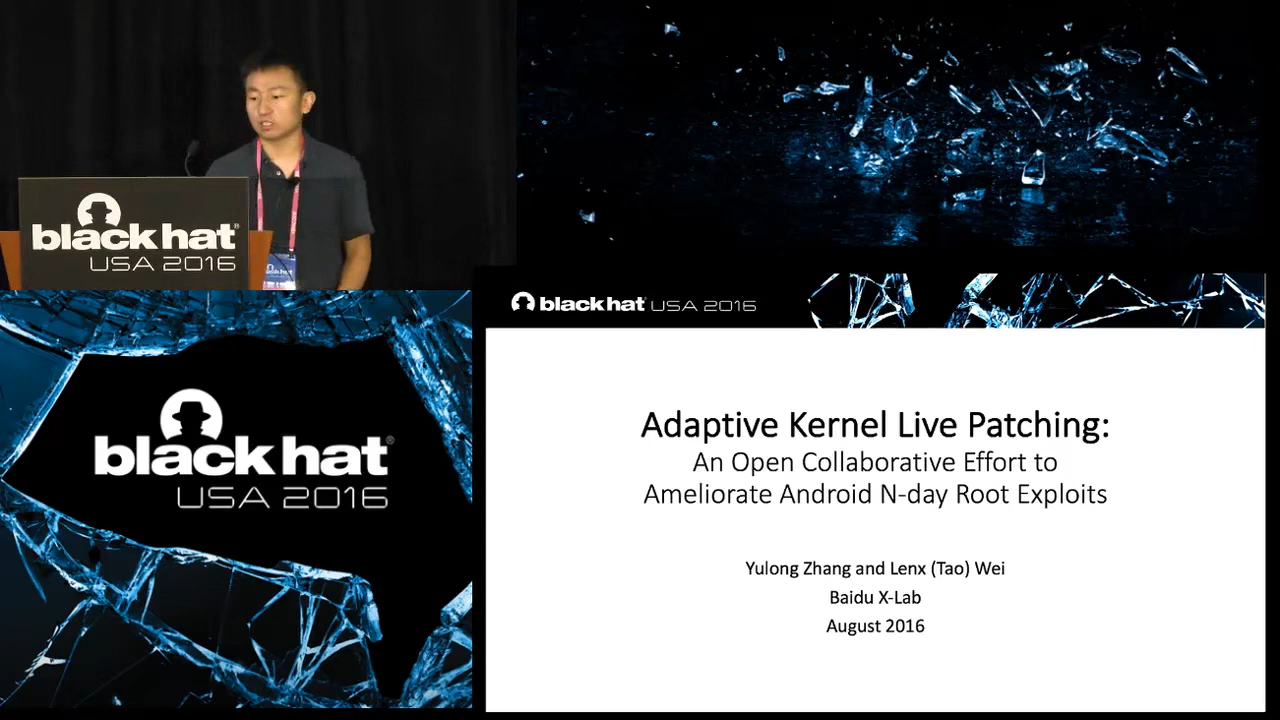 black hat®
USA 2016
black hat®
USA 2016
black hat USA 2016
Adaptive Kernel Live Patching:
An Open Collaborative Effort to
Ameliorate Android N-day Root Exploits
Yulong Zhang and Lenx (Tao) Wei
Baidu X-Lab
August 2016